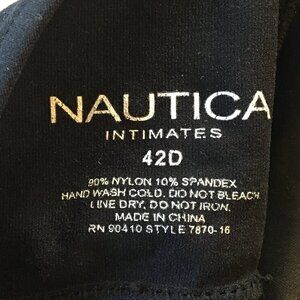 NAUTICA
INTIMATES
42D
90% NYLON 10% SPANDEX
HAND WASH COLD. DO NOT BLEACH
LINE DRY. DO NOT IRON.
MADE IN CHINA
RN 90410 STYLE 7870-16